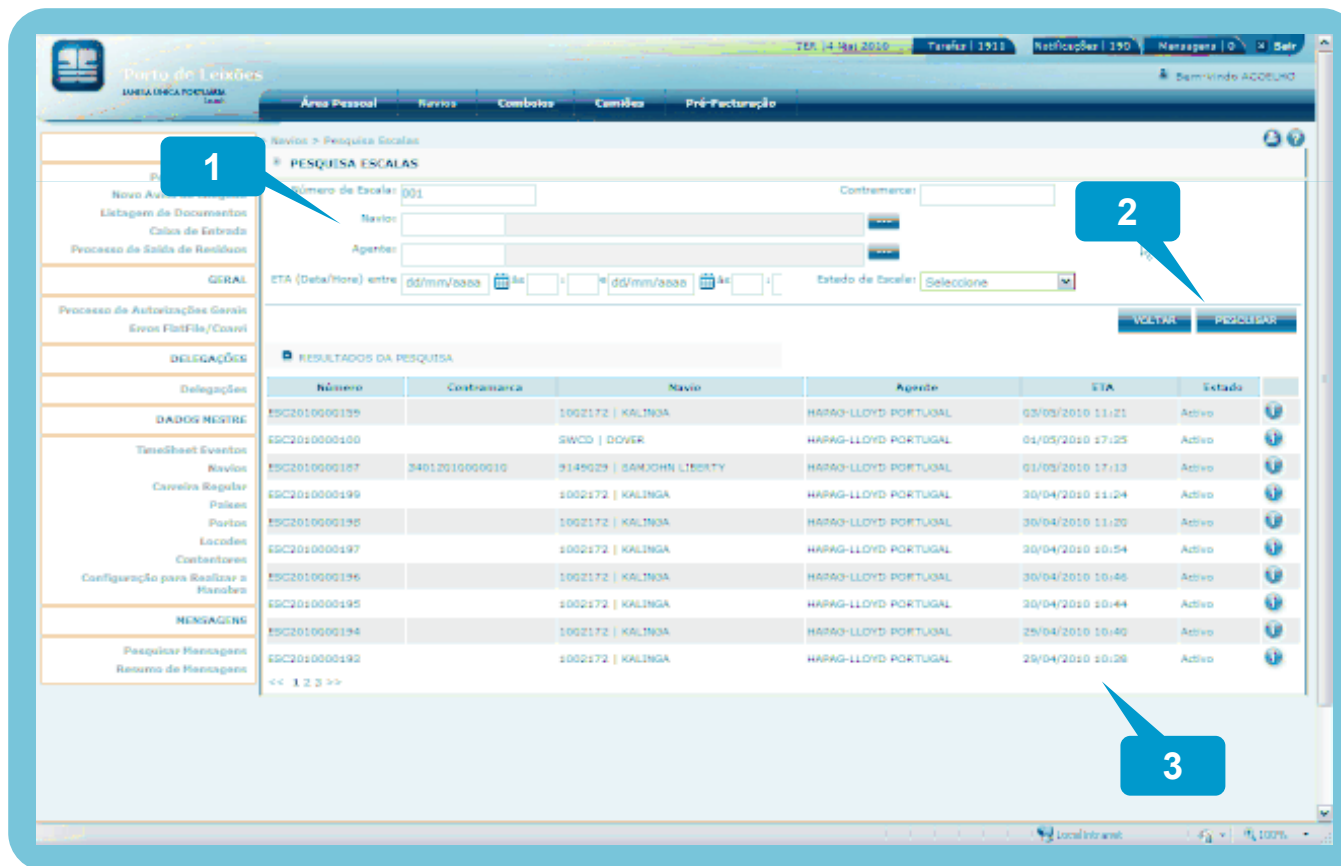 TER |4 Mai 2010 Tarefas | 1911 Notificações | 190 Mensagens | 0 Sair
Porto de Leixões
JANELA ÚNICA PORTUÁRIA
Bem-vindo ACOELHO
Área Pessoal Navios Comboios Camiões Pré-Facturação
Navios > Pesquisa Escalas
1
PESQUISA ESCALAS
Número de Escala: 001 Contramarca:
Navio:
Agente:
2
ETA (Data/Hora) entre dd/mm/aaaa às : e dd/mm/aaaa às : Estado de Escala: Seleccione
VOLTAR PESQUISAR
Novo
Listagem de Documentos
Caixa de Entrada
Processo de Saída de Resíduos
GERAL
Processo de Autorizações Gerais
Erros FlatFile/Coarri
DELEGAÇÕES
Delegações
DADOS MESTRE
TimeSheet Eventos
Navios
Carreira Regular
Países
Portos
Locodes
Contentores
Configuração para Realizar a
Manobra
MENSAGENS
Pesquisar Mensagens
Resumo de Mensagens
RESULTADOS DA PESQUISA
Número Contramarca Navio Agente ETA Estado
1002172 | KALINGA HAPAG-LLOYD PORTUGAL 03/05/2010 11:21 Activo
SWCD | DOVER HAPAG-LLOYD PORTUGAL 01/05/2010 17:25 Activo
34012010000010 9149029 | SAMJOHN LIBERTY HAPAG-LLOYD PORTUGAL 01/05/2010 17:13 Activo
ESC2010000199 1002172 | KALINGA HAPAG-LLOYD PORTUGAL 30/04/2010 11:24 Activo
ESC2010000198 1002172 | KALINGA HAPAG-LLOYD PORTUGAL 30/04/2010 11:20 Activo
ESC2010000197 1002172 | KALINGA HAPAG-LLOYD PORTUGAL 30/04/2010 10:54 Activo
ESC2010000196 1002172 | KALINGA HAPAG-LLOYD PORTUGAL 30/04/2010 10:46 Activo
ESC2010000195 1002172 | KALINGA HAPAG-LLOYD PORTUGAL 30/04/2010 10:44 Activo
ESC2010000194 1002172 | KALINGA HAPAG-LLOYD PORTUGAL 29/04/2010 10:40 Activo
1002172 | KALINGA HAPAG-LLOYD PORTUGAL 29/04/2010 10:38 Activo
<< 1 2 3 >>
3
Local intranet 100%